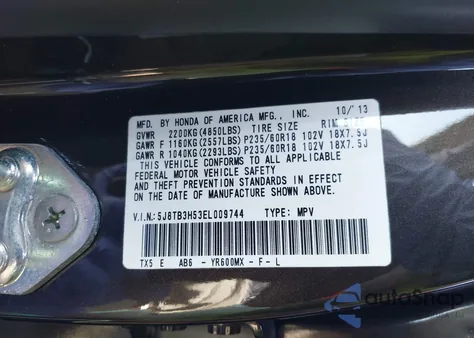 MFD. BY HONDA OF AMERICA MFG., INC. 10/'13
GVWR 2200KG(4850LBS) TIRE SIZE RIM SIZE
GAWR F 1160KG(2557LBS) P235/60R18 102V 18X7.5J
GAWR R 1040KG(2293LBS) P235/60R18 102V 18X7.5J
THIS VEHICLE CONFORMS TO ALL APPLICABLE
FEDERAL MOTOR VEHICLE SAFETY
AND THEFT PREVENTION STANDARDS IN EFFECT ON THE
DATE OF MANUFACTURE SHOWN ABOVE.
V.I.N:5J8TB3H53EL009744 TYPE: MPV
TX5 E AB6 - YR600MX - F - L
autoSnap